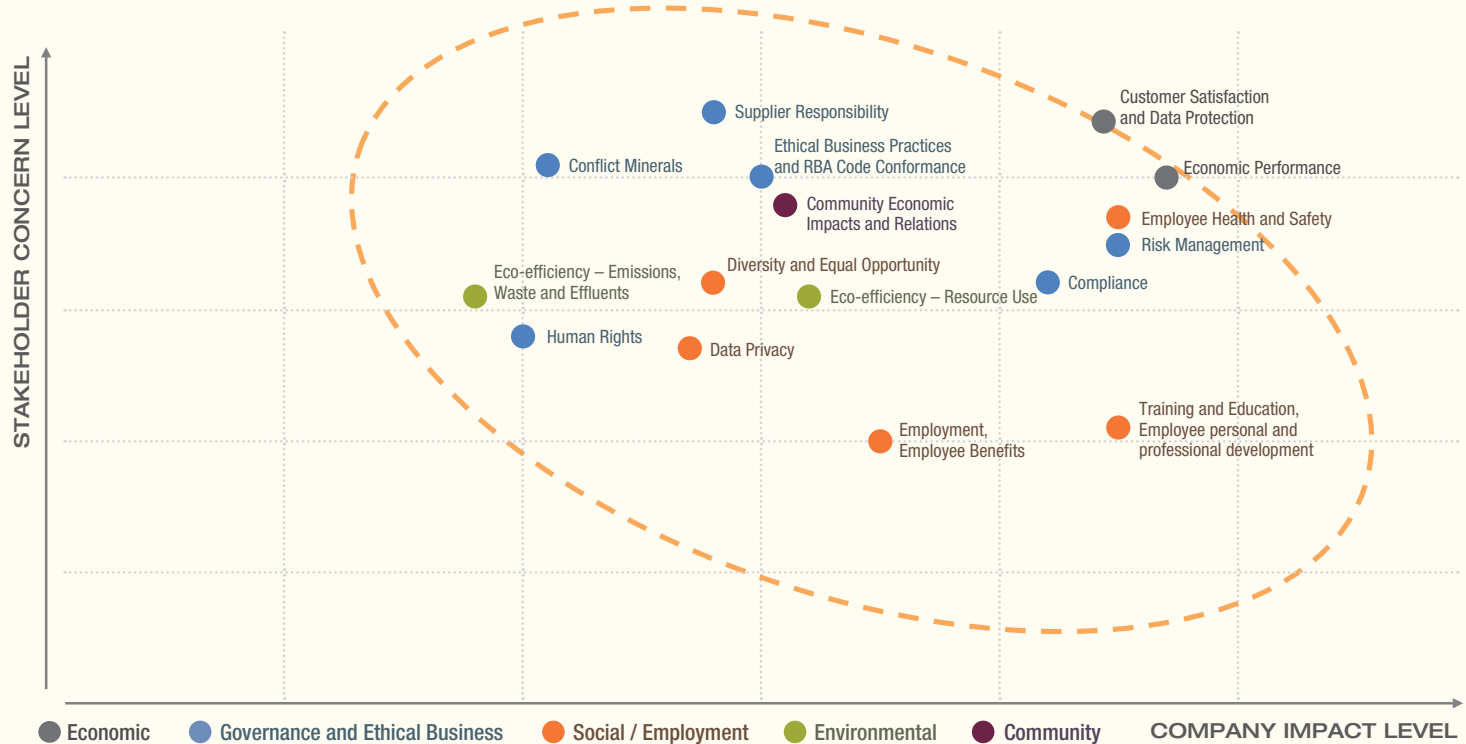 STAKEHOLDER CONCERN LEVEL
Customer Satisfaction
and Data Protection
Supplier Responsibility
Ethical Business Practices
and RBA Code Conformance
Conflict Minerals
Economic Performance
Community Economic
Impacts and Relations
Employee Health and Safety
Risk Management
Diversity and Equal Opportunity
Eco-efficiency – Emissions,
Waste and Effluents
Compliance
Eco-efficiency – Resource Use
Human Rights
Data Privacy
Training and Education,
Employee personal and
professional development
Employment,
Employee Benefits
Economic
Governance and Ethical Business
Social / Employment
Environmental
Community
COMPANY IMPACT LEVEL